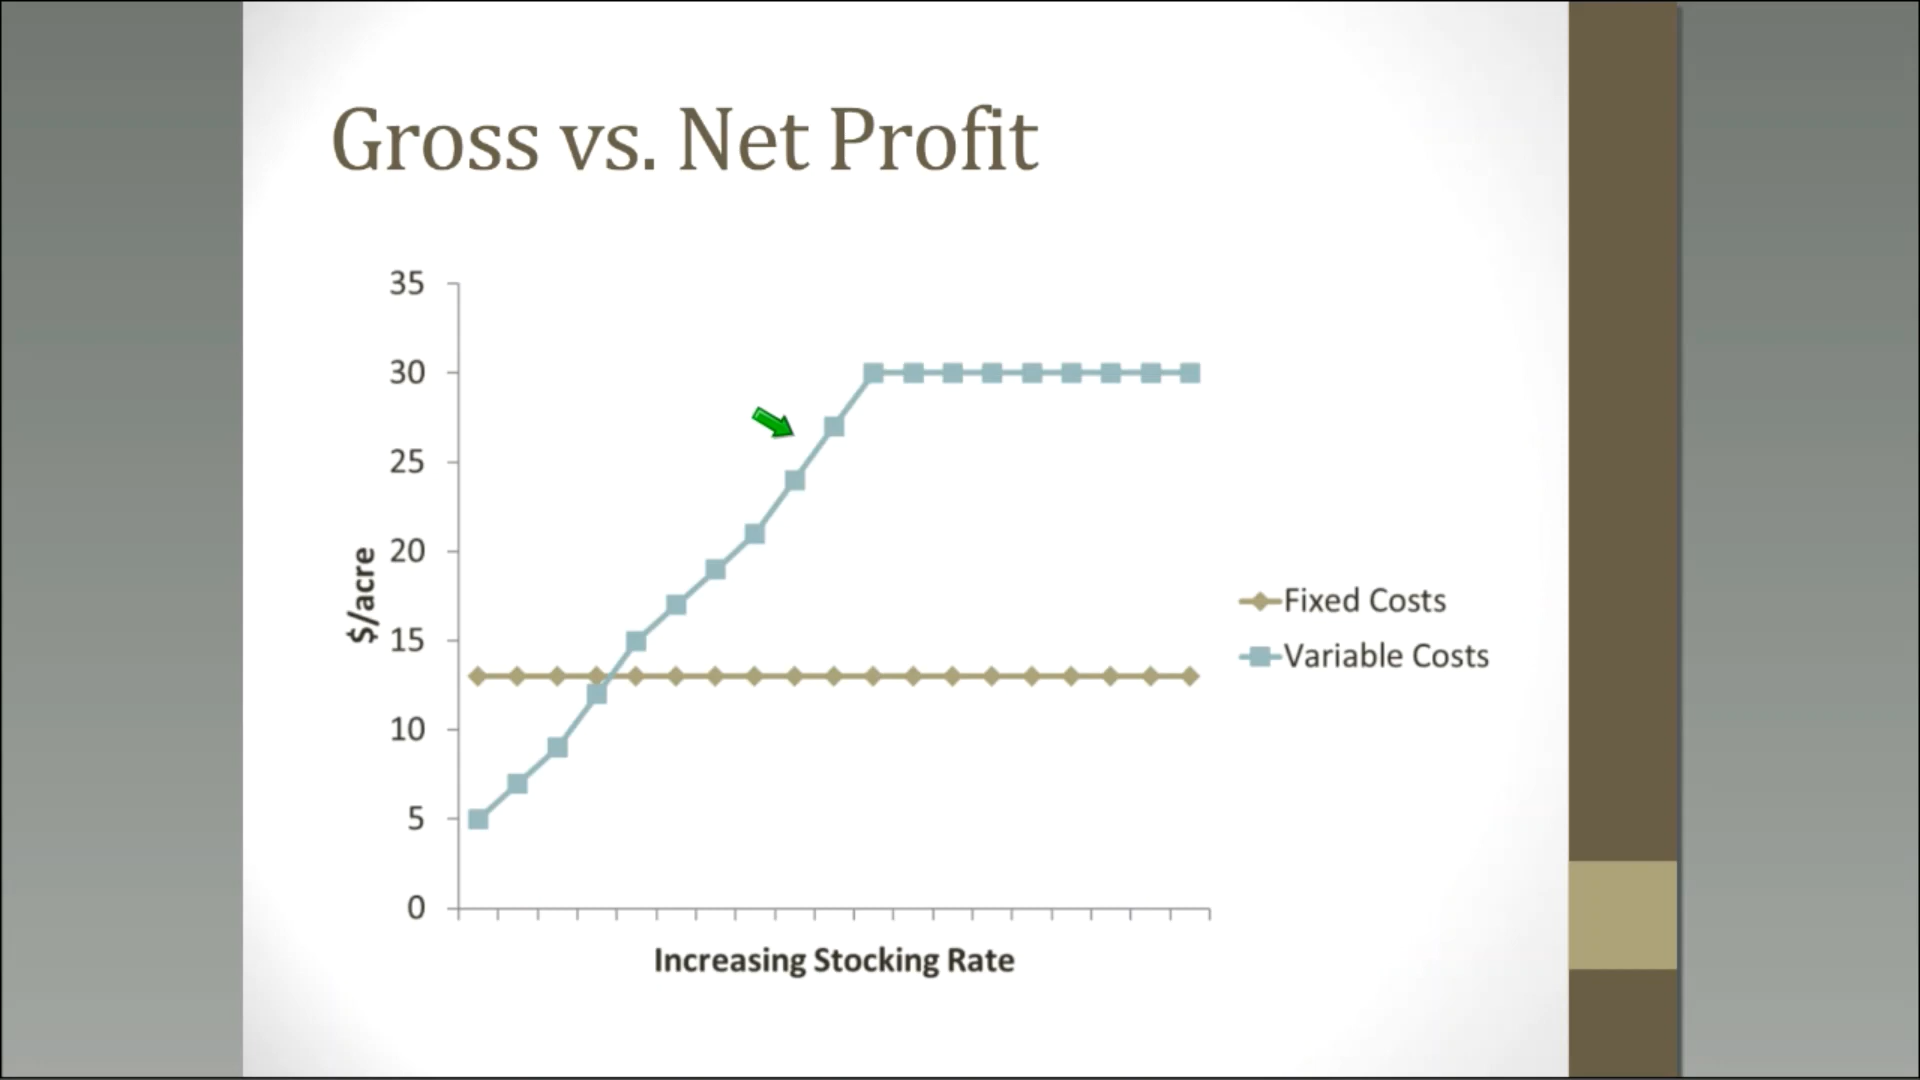 Gross vs. Net Profit
35
30
25
20
15
10
5
0
$/acre
Fixed Costs
Variable Costs
Increasing Stocking Rate